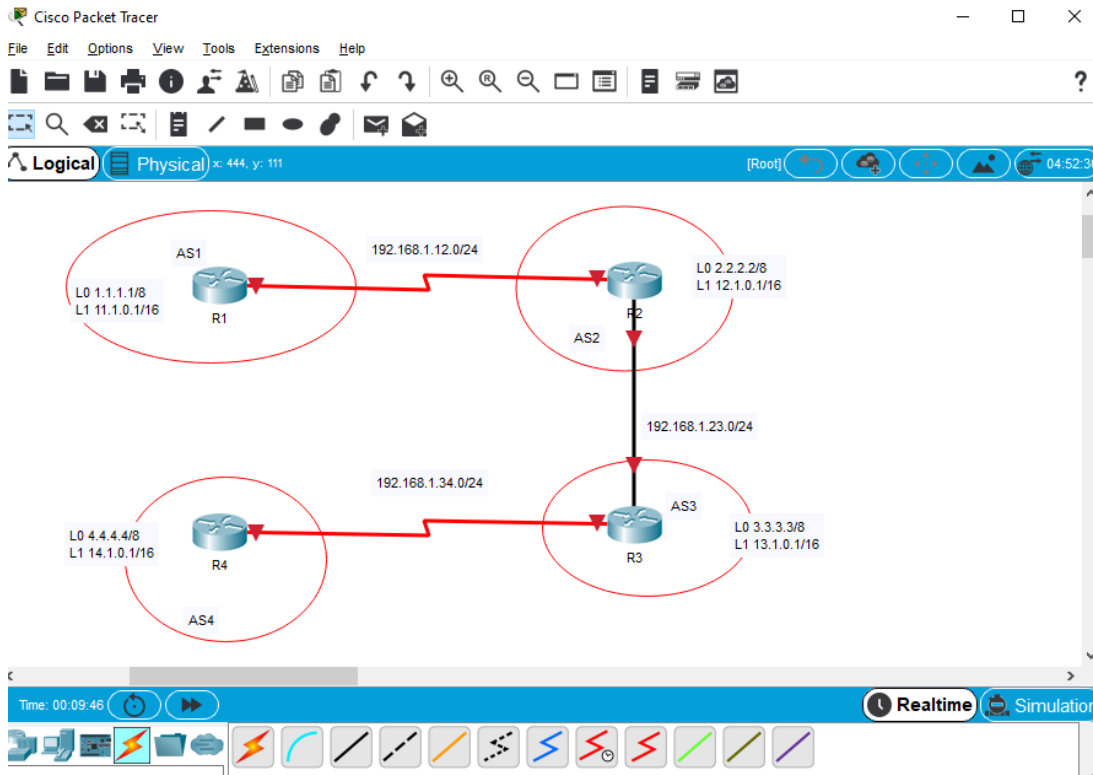 Cisco Packet Tracer
File Edit Options View Tools Extensions Help
Logical Physical x: 444, y: 111 [Root] 04:52:3
AS1
192.168.1.12.0/24
L0 1.1.1.1/8
L1 11.1.0.1/16
R1
L0 2.2.2.2/8
L1 12.1.0.1/16
R2
AS2
192.168.1.23.0/24
192.168.1.34.0/24
L0 4.4.4.4/8
L1 14.1.0.1/16
R4
AS4
AS3
L0 3.3.3.3/8
L1 13.1.0.1/16
R3
Time: 00:09:46 Realtime Simulation